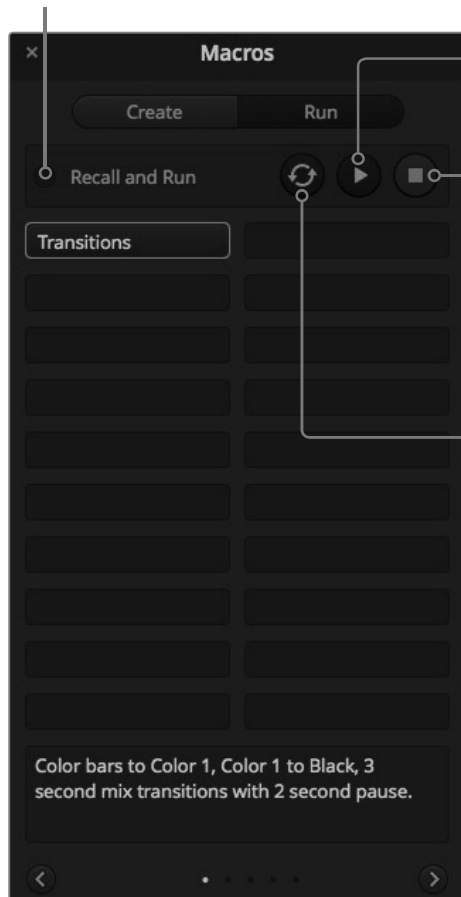 Macros
Create Run
Recall and Run
Transitions
Color bars to Color 1, Color 1 to Black, 3
second mix transitions with 2 second pause.